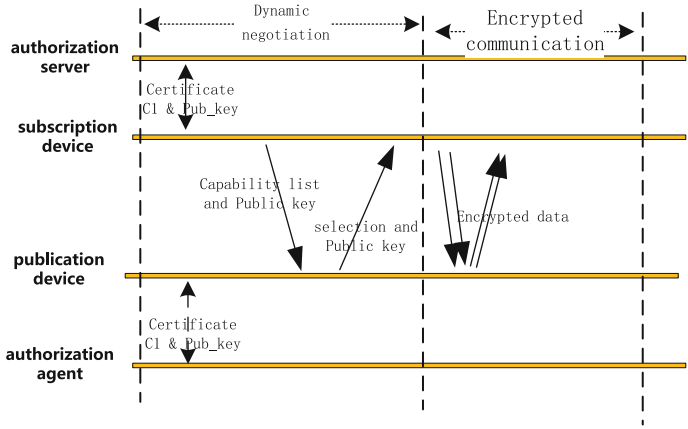 Dynamic
negotiation
Encrypted
communication
authorization
server
Certificate
C1 & Pub_key
subscription
device
Capability list
and Public key
selection and
Public key
Encrypted data
publication
device
Certificate
C1 & Pub_key
authorization
agent